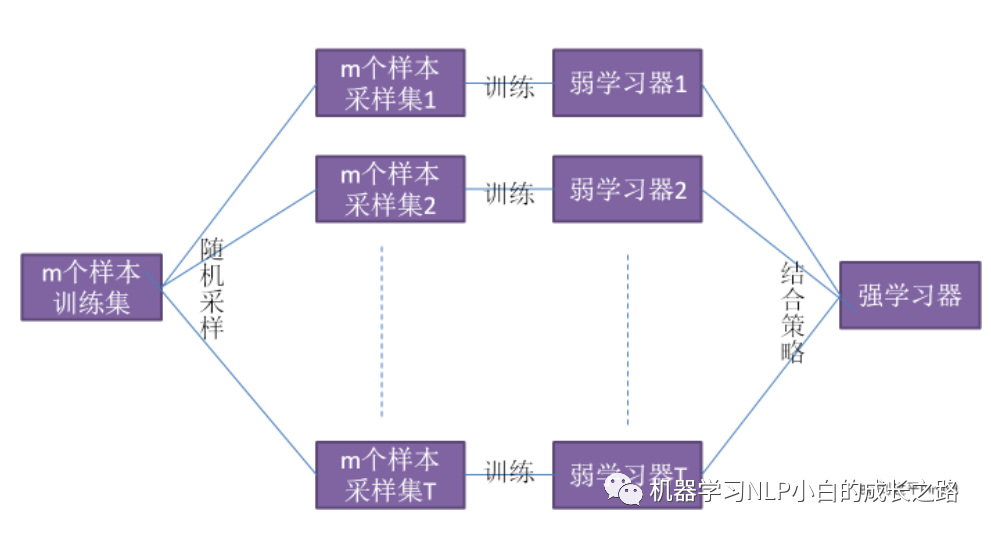 m个样本
采样集1
训练
弱学习器1
m个样本
采样集2
训练
弱学习器2
m个样本
训练集
随机采样
结合策略
强学习器
m个样本
采样集T
训练
弱学习器T
机器学习NLP小白的成长之路